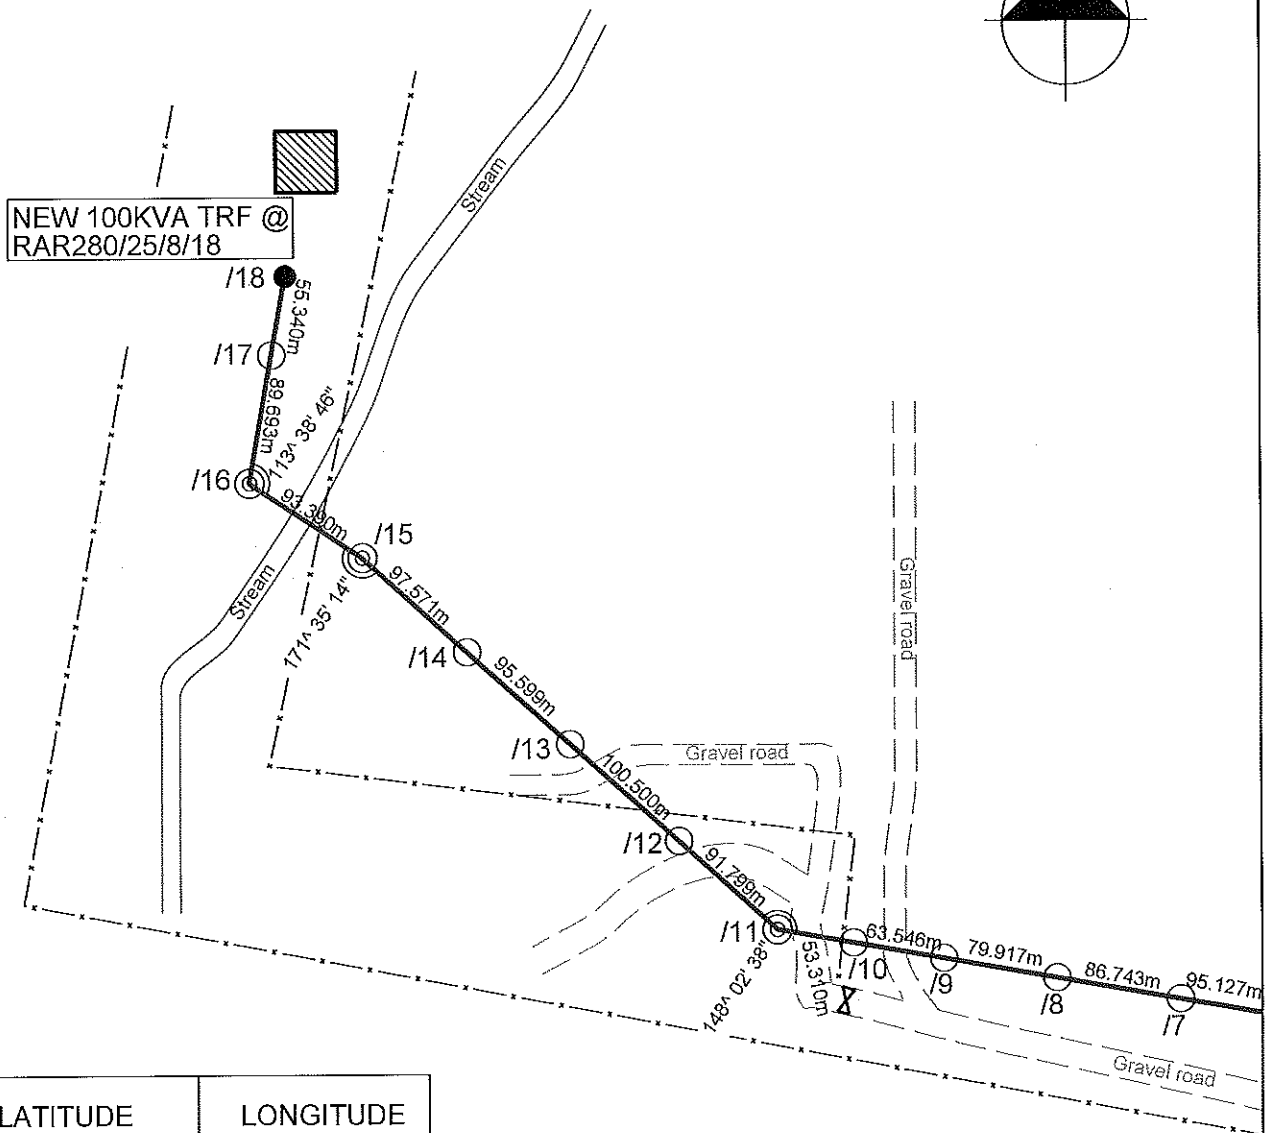 Stream
NEW 100KVA TRF @
RAR280/25/8/18
/18
55.340m
/17
89.693m
113^ 38' 46"
/16
93.390m
/15
171^ 35' 14"
97.571m
Stream
/14
95.599m
Gravel road
/13
Gravel road
100.500m
/12
91.799m
/11
148^ 02' 38"
53.310m
/10
63.546m
/9
79.917m
/8
86.743m
/7
95.127m
Gravel road
LATITUDE
LONGITUDE